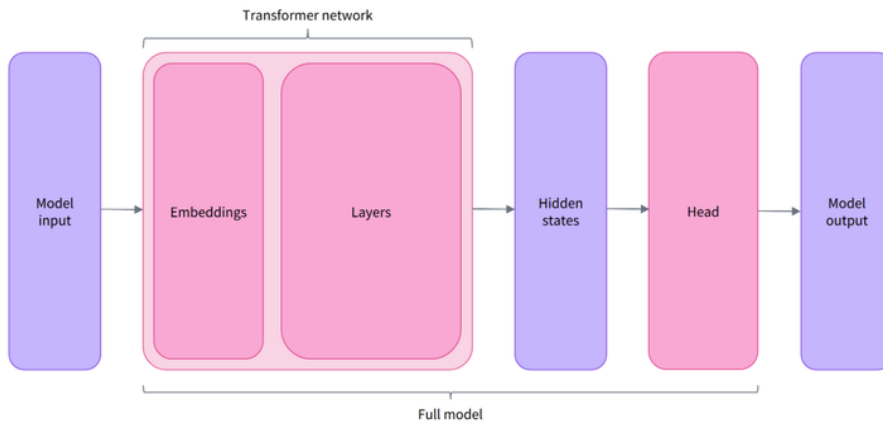 Transformer network
Model
input
Embeddings
Layers
Hidden
states
Head
Model
output
Full model